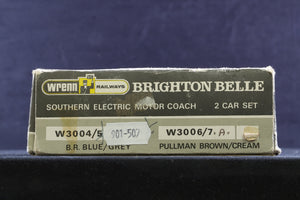 wrenn RAILWAYS BRIGHTON BELLE
SOUTHERN ELECTRIC MOTOR COACH 2 CAR SET
W3004/5 901-507 W3006/7. A.
B.R. BLUE/GREY PULLMAN BROWN/CREAM